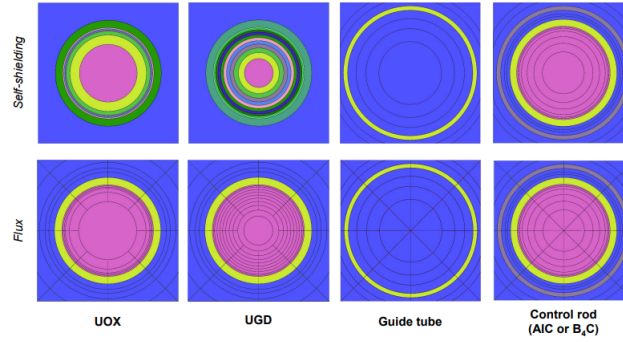 Self-shielding
Flux
UOX
UGD
Guide tube
Control rod
(AIC or B₄C)